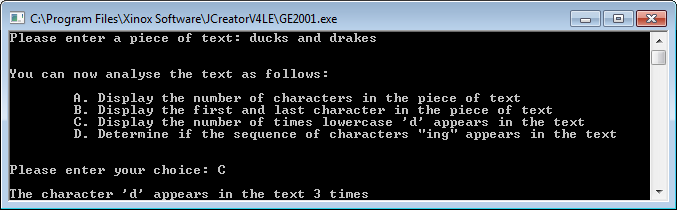 C:\Program Files\Xinox Software\JCreatorV4LE\GE2001.exe
Please enter a piece of text: ducks and drakes
You can now analyse the text as follows:
A. Display the number of characters in the piece of text
B. Display the first and last character in the piece of text
C. Display the number of times lowercase 'd' appears in the text
D. Determine if the sequence of characters "ing" appears in the text
Please enter your choice: C
The character 'd' appears in the text 3 times